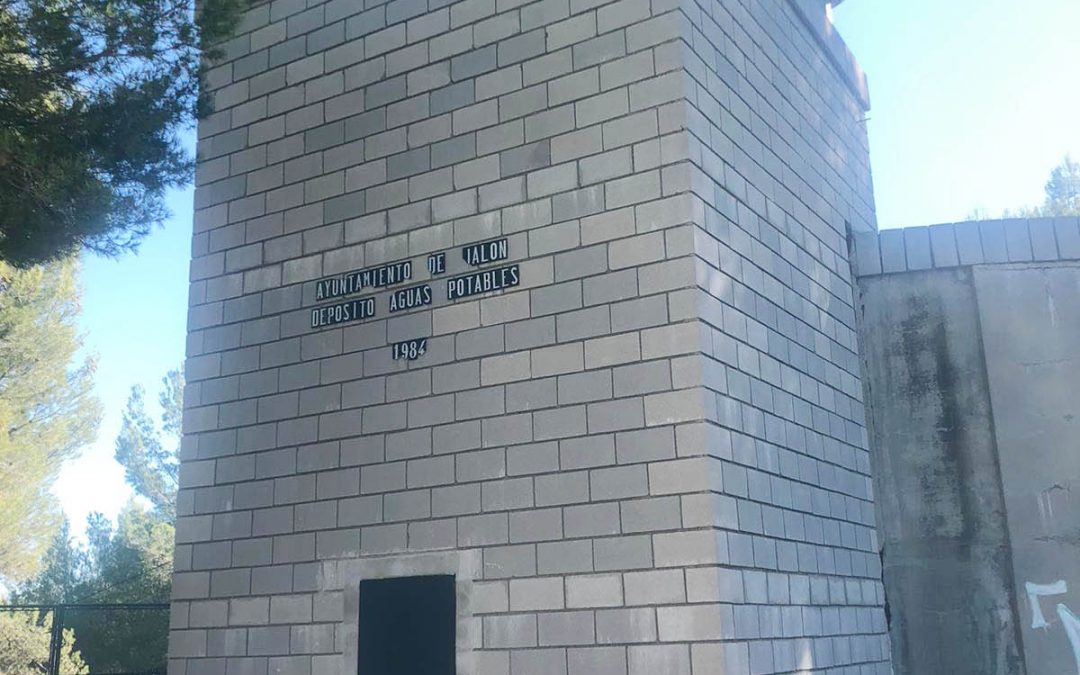 AYUNTAMIENTO DE JALON
DEPOSITO AGUAS POTABLES
1984